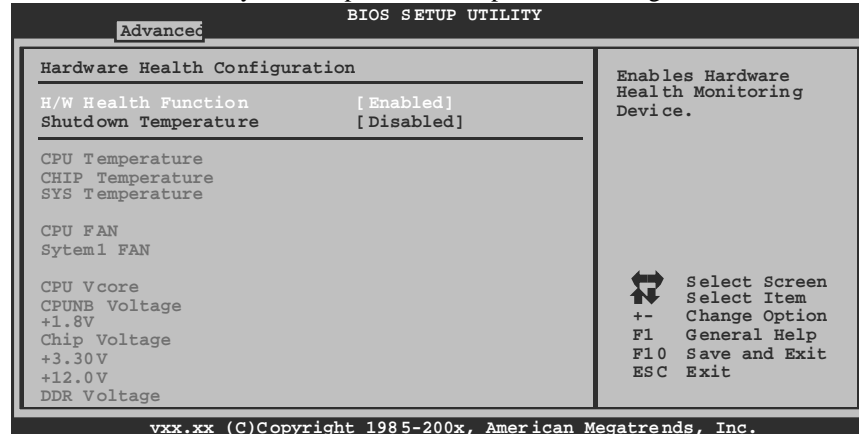 BIOS SETUP UTILITY
Advanced
Hardware Health Configuration
H/W Health Function [Enabled]
Shutdown Temperature [Disabled]
CPU Temperature
CHIP Temperature
SYS Temperature
CPU FAN
Sytem1 FAN
CPU Vcore
CPUNB Voltage
+1.8V
Chip Voltage
+3.30V
+12.0V
DDR Voltage
Enables Hardware
Health Monitoring
Device.
Select Screen
Select Item
+- Change Option
F1 General Help
F10 Save and Exit
ESC Exit
vxx.xx (C)Copyright 1985-200x, American Megatrends, Inc.